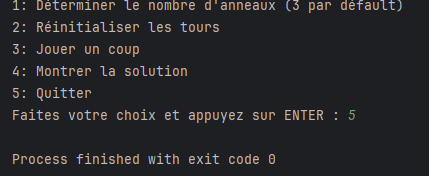 1: Déterminer le nombre d'anneaux (3 par défault)
2: Réinitialiser les tours
3: Jouer un coup
4: Montrer la solution
5: Quitter
Faites votre choix et appuyez sur ENTER : 5
Process finished with exit code 0